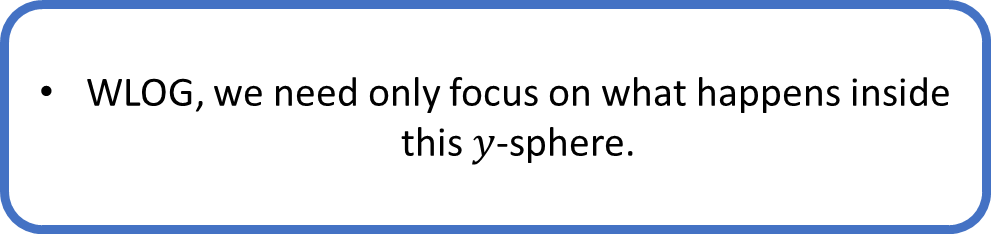 • WLOG, we need only focus on what happens inside
this 𝑦-sphere.